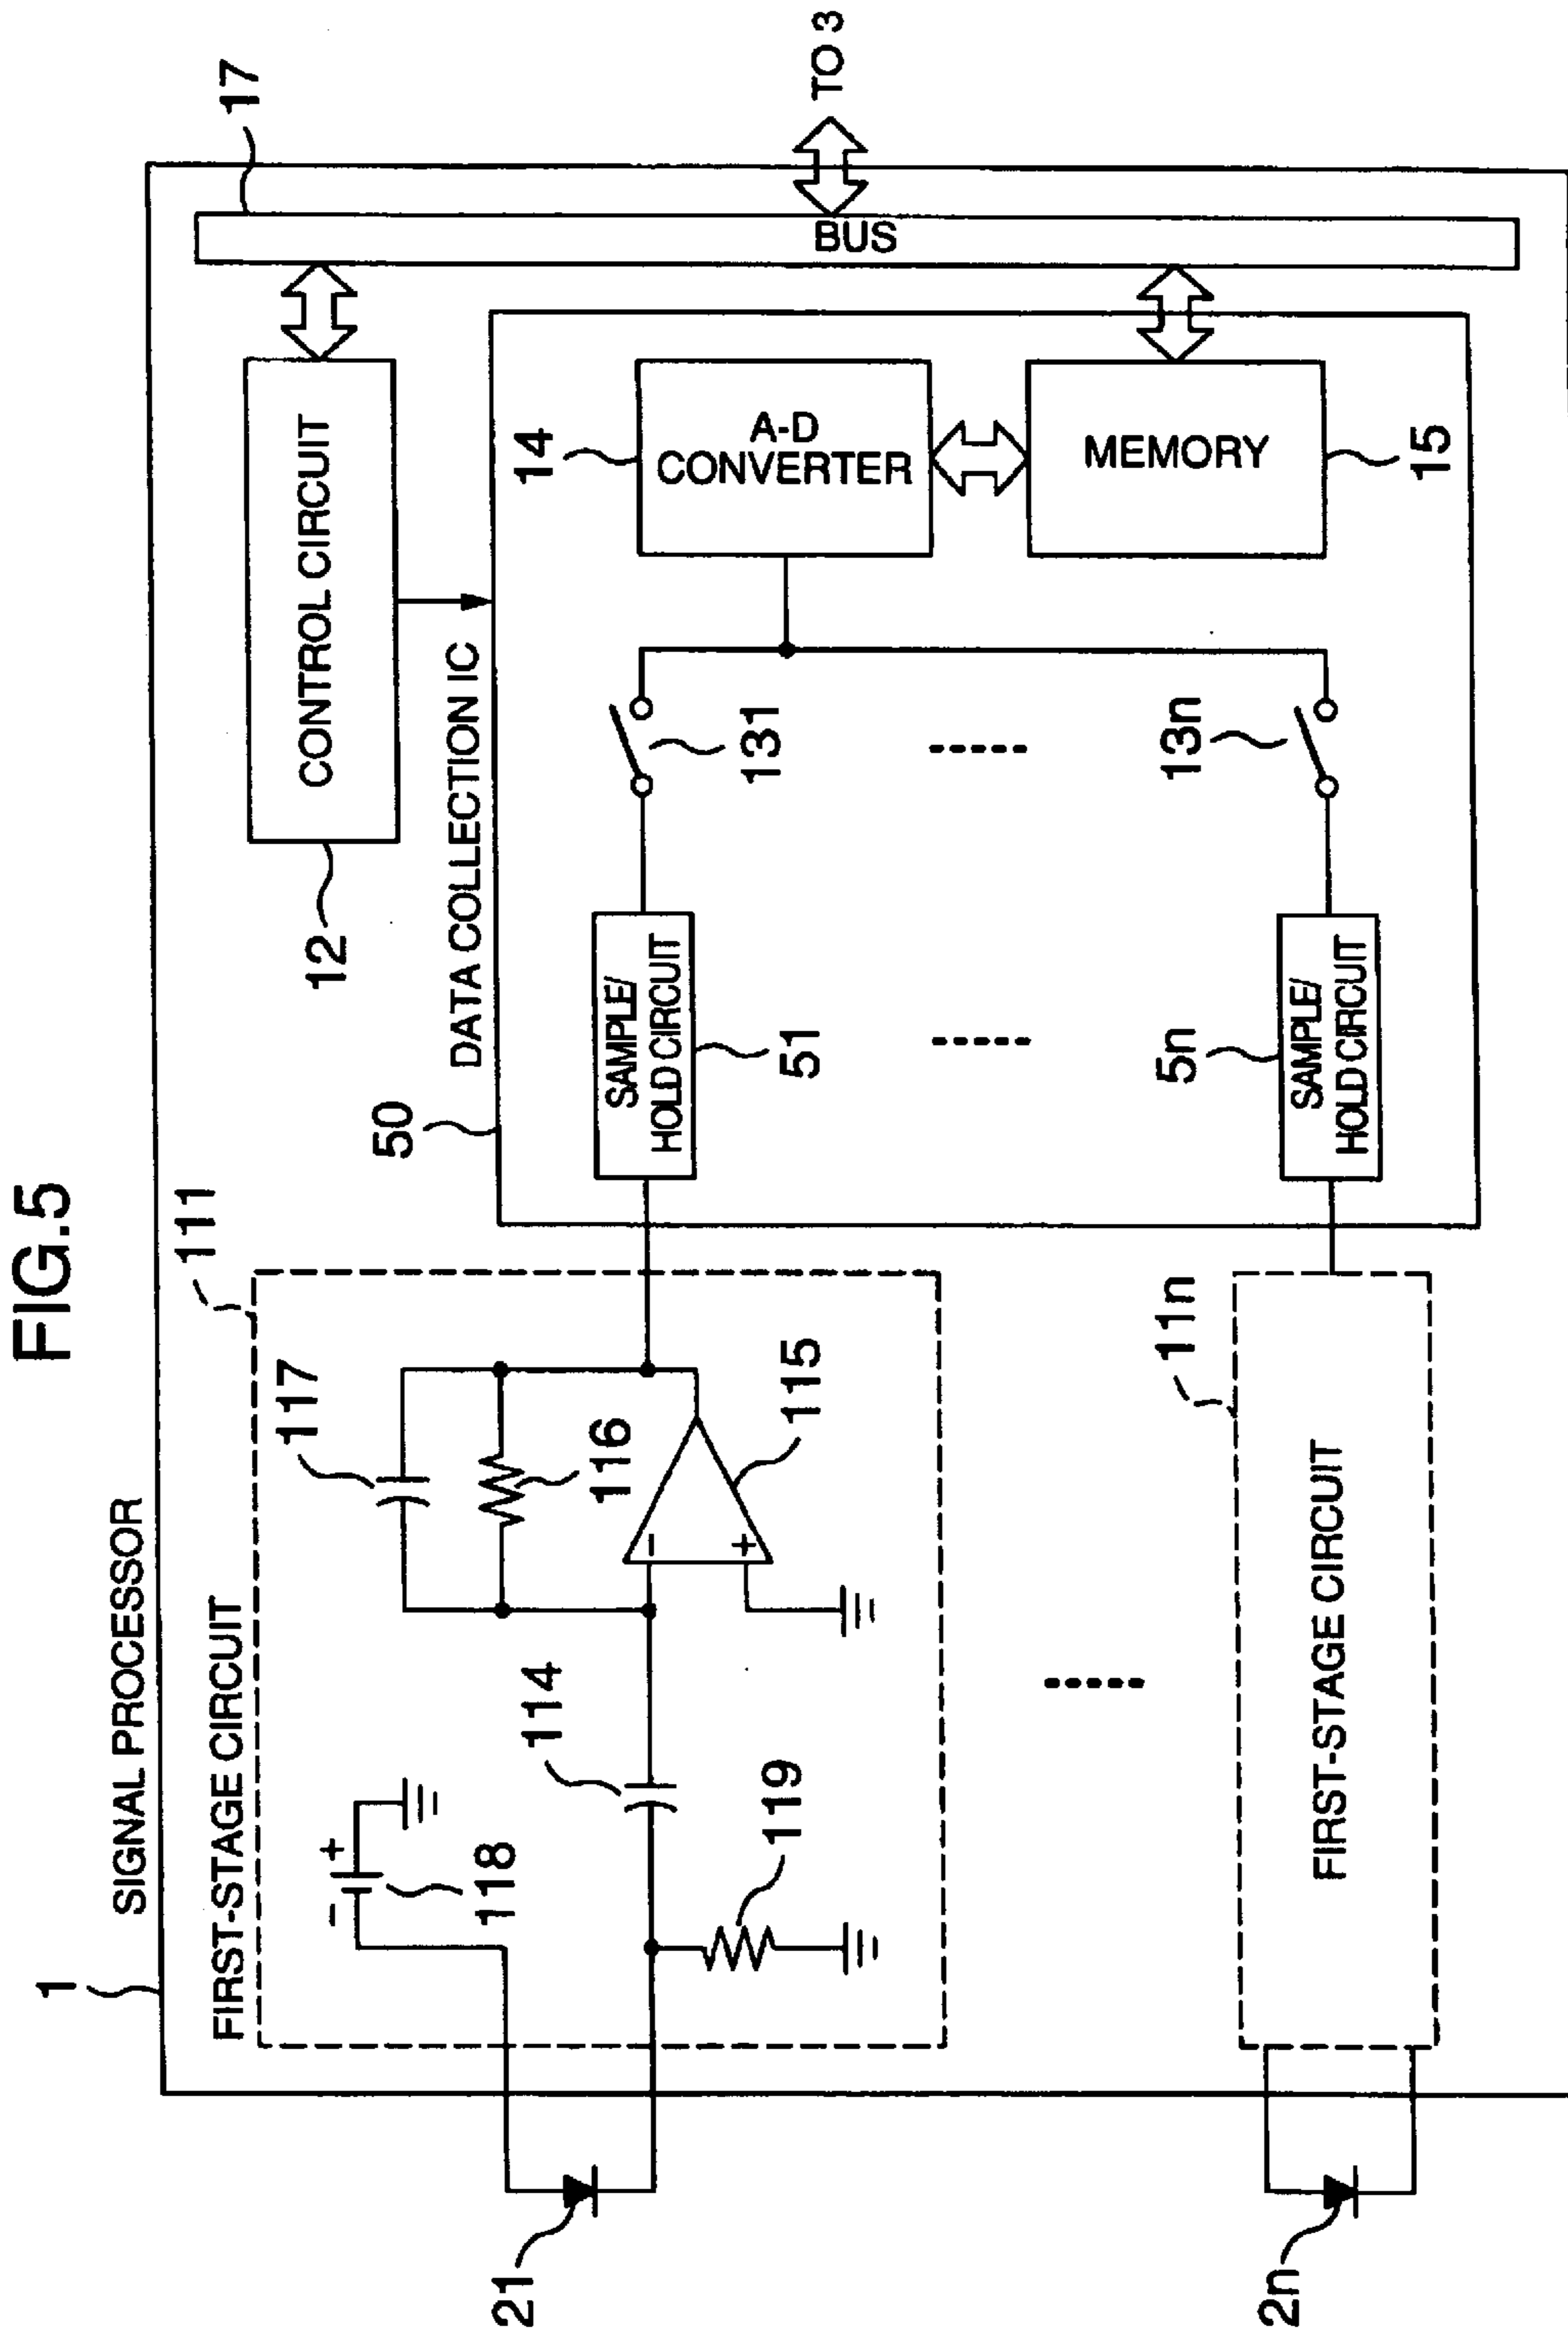 FIG.5
1
SIGNAL PROCESSOR
FIRST-STAGE CIRCUIT
111
118
−
+
114
119
117
116
115
−
+
21
12
CONTROL CIRCUIT
17
BUS
TO 3
50
DATA COLLECTION IC
SAMPLE/
HOLD CIRCUIT
51
131
14
A-D
CONVERTER
MEMORY
15
13n
5n
SAMPLE/
HOLD CIRCUIT
11n
FIRST-STAGE CIRCUIT
2n